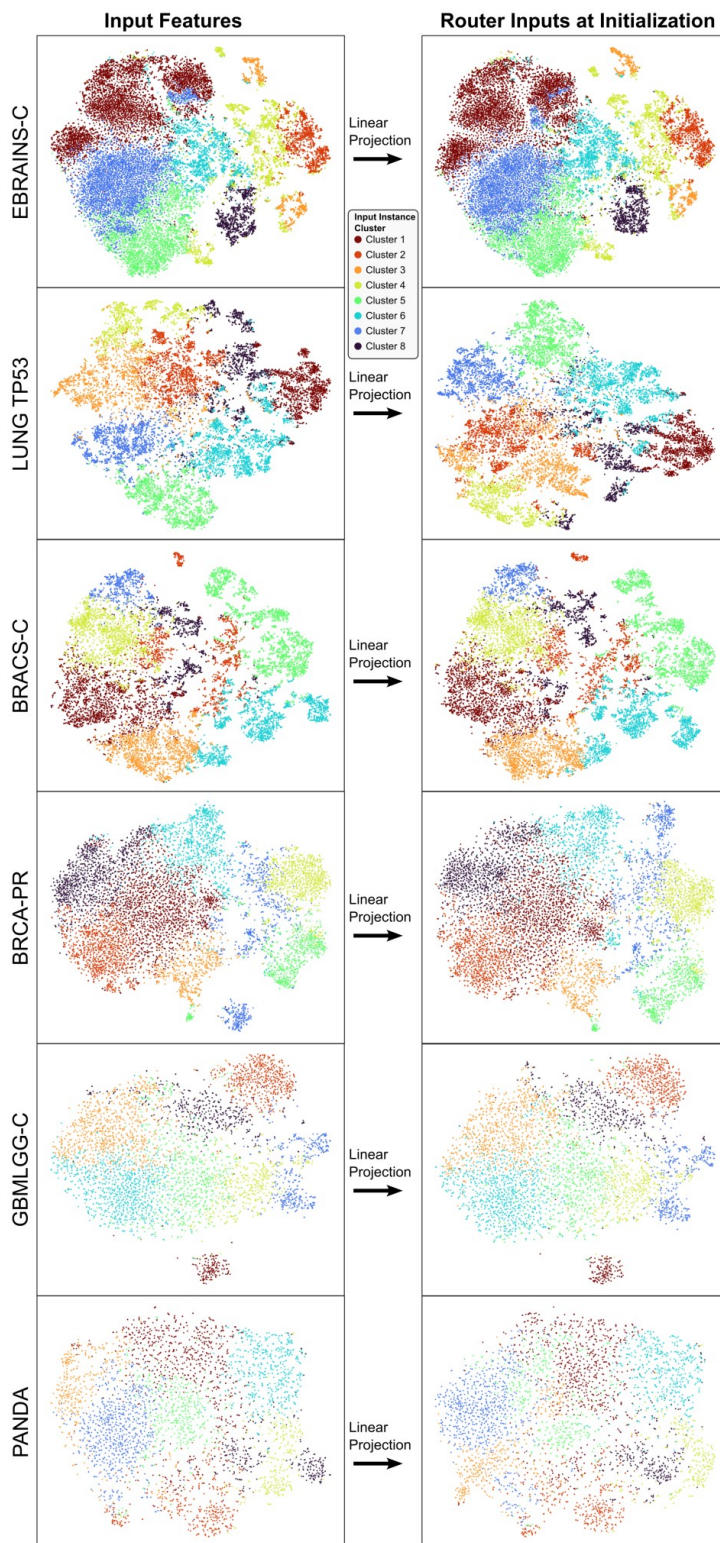 Input Features
Router Inputs at Initialization
EBRAINS-C
Linear
Projection
Input Instance
Cluster
Cluster 1
Cluster 2
Cluster 3
Cluster 4
Cluster 5
Cluster 6
Cluster 7
Cluster 8
LUNG TP53
Linear
Projection
BRACS-C
Linear
Projection
BRCA-PR
Linear
Projection
GBMLGG-C
Linear
Projection
PANDA
Linear
Projection